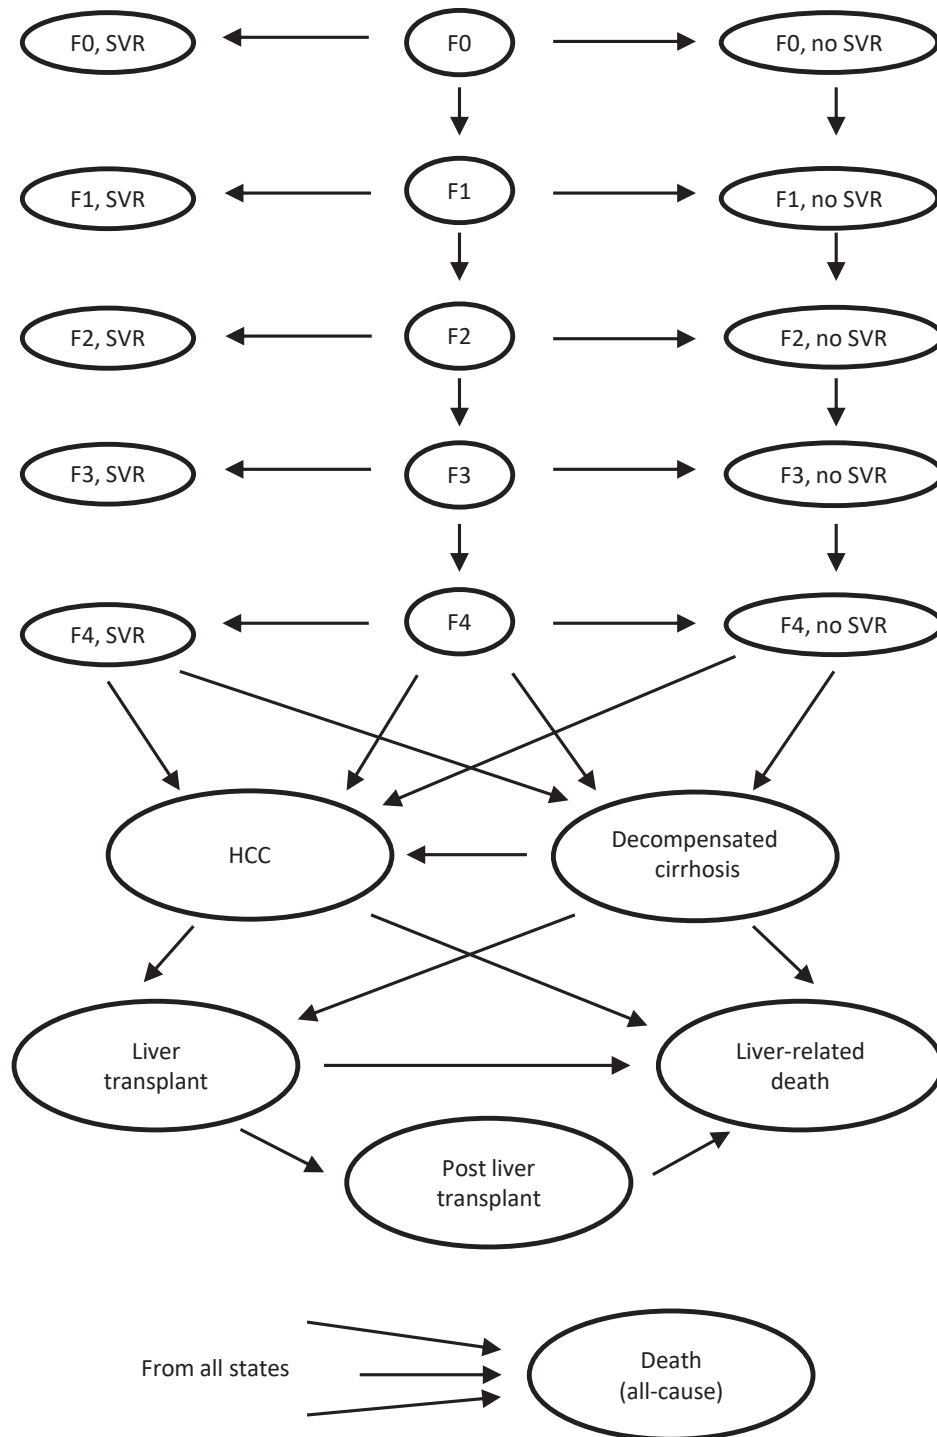 F0, SVR
F0
F0, no SVR
F1, SVR
F1
F1, no SVR
F2, SVR
F2
F2, no SVR
F3, SVR
F3
F3, no SVR
F4, SVR
F4
F4, no SVR
HCC
Decompensated
cirrhosis
Liver
transplant
Liver-related
death
Post liver
transplant
From all states
Death
(all-cause)